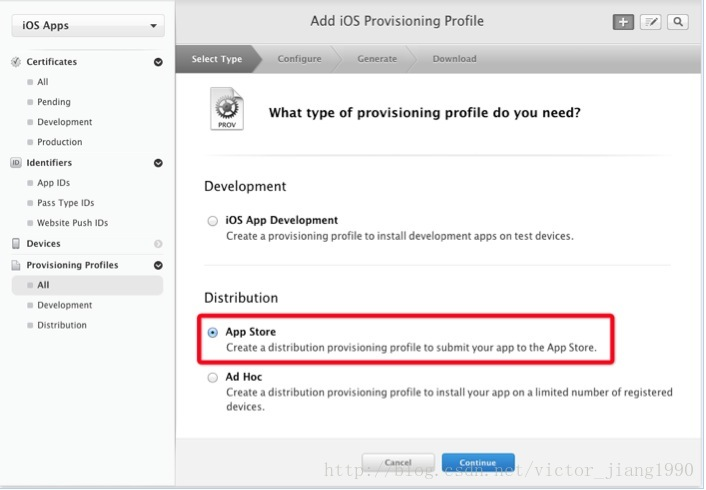 iOS Apps
Add iOS Provisioning Profile
Certificates
All
Pending
Development
Production
ID Identifiers
App IDs
Pass Type IDs
Website Push IDs
Devices
Provisioning Profiles
All
Development
Distribution
Select Type
Configure
Generate
Download
PROV
What type of provisioning profile do you need?
Development
iOS App Development
Create a provisioning profile to install development apps on test devices.
Distribution
App Store
Create a distribution provisioning profile to submit your app to the App Store.
Ad Hoc
Create a distribution provisioning profile to install your app on a limited number of registered
devices.
Cancel
Continue
http://blog.csdn.net/victor_jiang1990